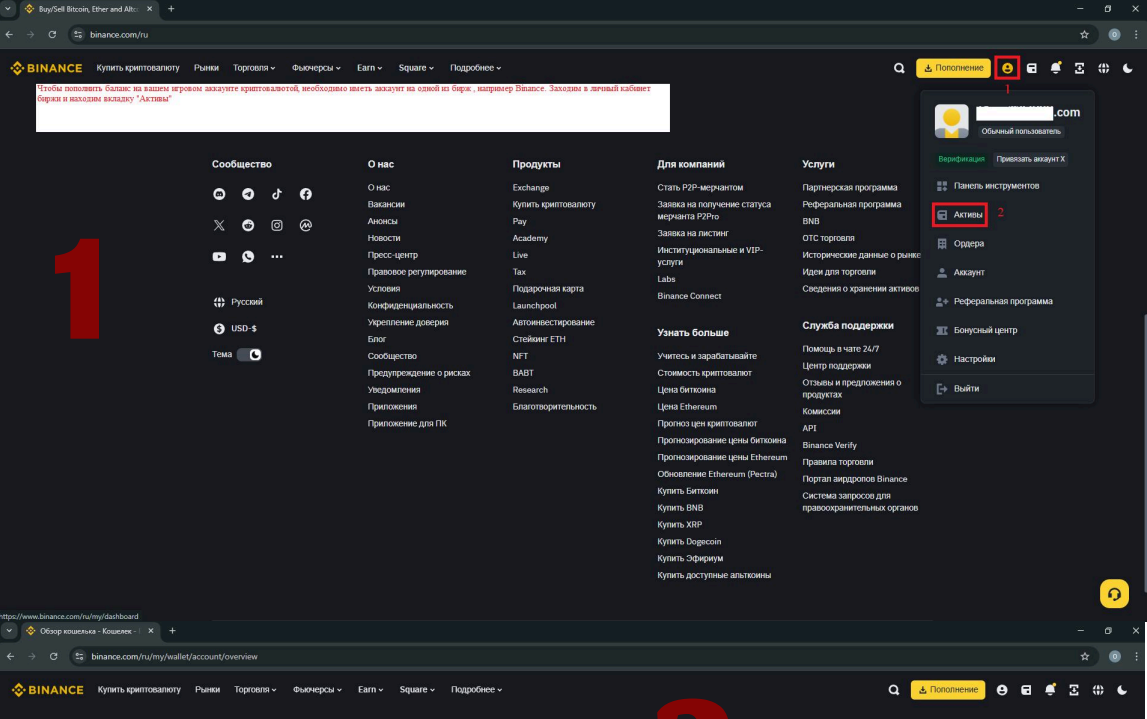 Buy/Sell Bitcoin, Ether and Altc
binance.com/ru
BINANCE Купить криптовалюту Рынки Торговля Фьючерсы Earn Square Подробнее Пополнение
1
Чтобы пополнить баланс на вашем игровом аккаунте криптовалютой, необходимо иметь аккаунт на одной из бирж , например Binance. Заходим в личный кабинет
биржи и находим вкладку "Активы"
.com
Обычный пользователь
Верификация Привязать аккаунт X
Панель инструментов
Активы 2
Ордера
Аккаунт
Реферальная программа
Бонусный центр
Настройки
Выйти
1
Сообщество
Русский
USD-$
Тема
О нас
О нас
Вакансии
Анонсы
Новости
Пресс-центр
Правовое регулирование
Условия
Конфиденциальность
Укрепление доверия
Блог
Сообщество
Предупреждение о рисках
Уведомления
Приложения
Приложение для ПК
Продукты
Exchange
Купить криптовалюту
Pay
Academy
Live
Tax
Подарочная карта
Launchpool
Автоинвестирование
Стейкинг ETH
NFT
BABT
Research
Благотворительность
Для компаний
Стать P2P-мерчантом
Заявка на получение статуса
мерчанта P2Pro
Заявка на листинг
Институциональные и VIP-
услуги
Labs
Binance Connect
Узнать больше
Учитесь и зарабатывайте
Стоимость криптовалют
Цена биткоина
Цена Ethereum
Прогноз цен криптовалют
Прогнозирование цены биткоина
Прогнозирование цены Ethereum
Обновление Ethereum (Pectra)
Купить Биткоин
Купить BNB
Купить XRP
Купить Dogecoin
Купить Эфириум
Купить доступные альткоины
Услуги
Партнерская программа
Реферальная программа
BNB
OTC торговля
Исторические данные о рынке
Идеи для торговли
Сведения о хранении активов
Служба поддержки
Помощь в чате 24/7
Центр поддержки
Отзывы и предложения о
продуктах
Комиссии
API
Binance Verify
Правила торговли
Портал аирдропов Binance
Система запросов для
правоохранительных органов
https://www.binance.com/ru/my/dashboard
Обзор кошелька - Кошелек -
binance.com/ru/my/wallet/account/overview
BINANCE Купить криптовалюту Рынки Торговля Фьючерсы Earn Square Подробнее Пополнение